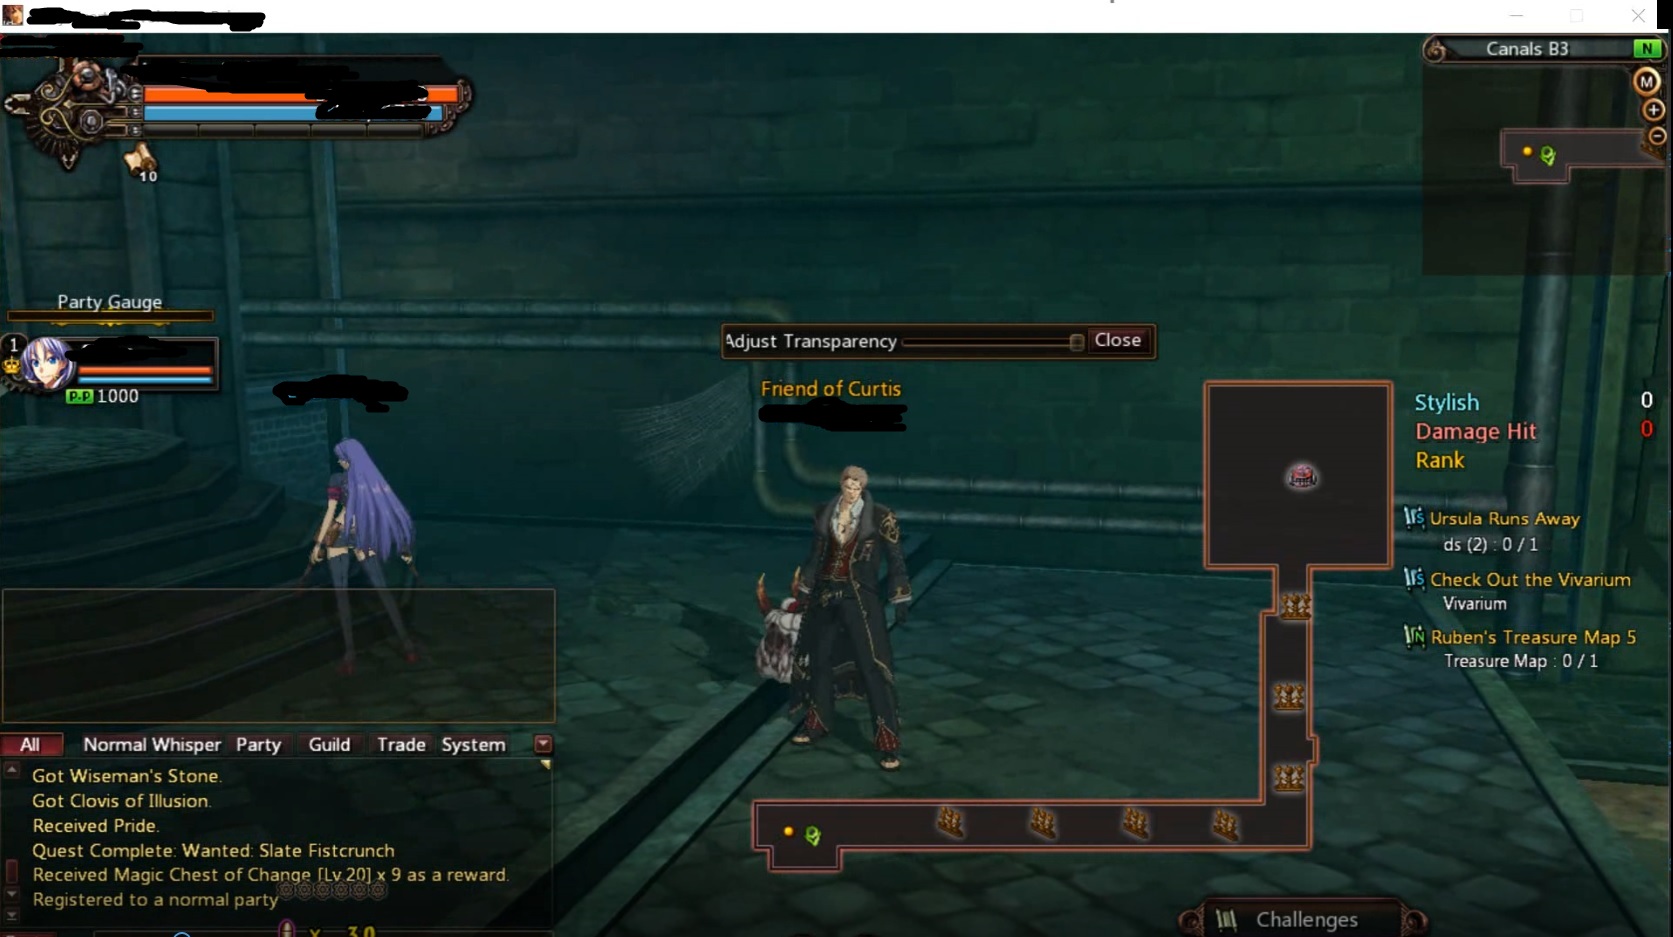 Canals B3
N
M
10
Party Gauge
1
P.P 1000
Adjust Transparency
Close
Friend of Curtis
Stylish 0
Damage Hit 0
Rank
Ursula Runs Away
ds (2) : 0 / 1
Check Out the Vivarium
Vivarium
Ruben's Treasure Map 5
Treasure Map : 0 / 1
All Normal Whisper Party Guild Trade System
Got Wiseman's Stone.
Got Clovis of Illusion.
Received Pride.
Quest Complete: Wanted: Slate Fistcrunch
Received Magic Chest of Change [Lv.20] x 9 as a reward.
Registered to a normal party
x 30
Challenges